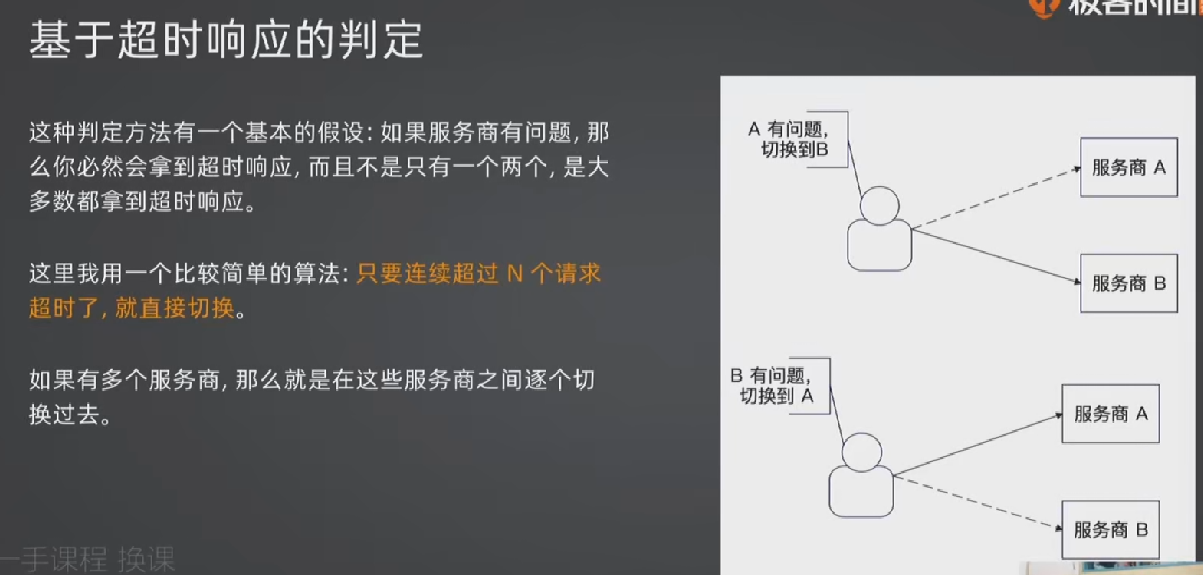 极客时间
基于超时响应的判定
这种判定方法有一个基本的假设: 如果服务商有问题, 那
么你必然会拿到超时响应, 而且不是只有一个两个, 是大
多数都拿到超时响应。
这里我用一个比较简单的算法: 只要连续超过 N 个请求
超时了, 就直接切换。
如果有多个服务商, 那么就是在这些服务商之间逐个切
换过去。
A 有问题,
切换到B
服务商 A
服务商 B
B 有问题,
切换到 A
服务商 A
服务商 B
一手课程 换课